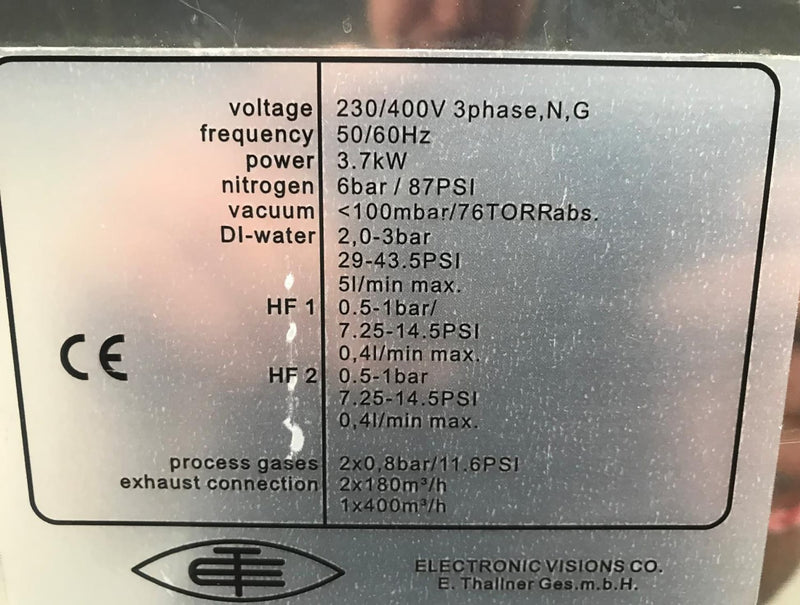 voltage 230/400V 3phase,N,G
frequency 50/60Hz
power 3.7kW
nitrogen 6bar / 87PSI
vacuum <100mbar/76TORRabs.
DI-water 2,0-3bar
29-43.5PSI
5l/min max.
HF 1 0.5-1bar/
7.25-14.5PSI
0,4l/min max.
CE
HF 2 0.5-1bar
7.25-14.5PSI
0,4l/min max.
process gases 2x0,8bar/11.6PSI
exhaust connection 2x180m³/h
1x400m³/h
ELECTRONIC VISIONS CO.
E. Thallner Ges.m.b.H.